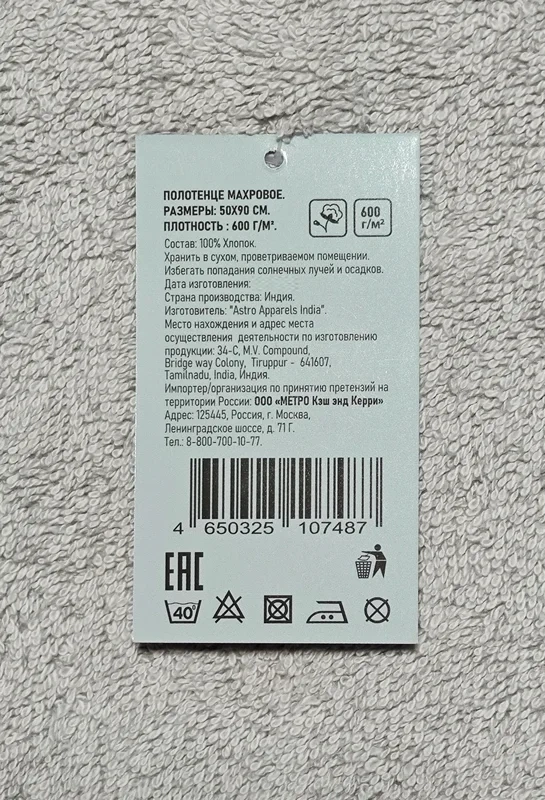 ПОЛОТЕНЦЕ МАХРОВОЕ.
РАЗМЕРЫ: 50Х90 СМ.
ПЛОТНОСТЬ : 600 Г/М².
600
г/м²
Состав: 100% Хлопок.
Хранить в сухом, проветриваемом помещении.
Избегать попадания солнечных лучей и осадков.
Дата изготовления:
Страна производства: Индия.
Изготовитель: "Astro Apparels India".
Место нахождения и адрес места
осуществления деятельности по изготовлению
продукции: 34-C, M.V. Compound,
Bridge way Colony, Tiruppur - 641607,
Tamilnadu, India, Индия.
Импортер/организация по принятию претензий на
территории России: ООО «МЕТРО Кэш энд Керри»
Адрес: 125445, Россия, г. Москва,
Ленинградское шоссе, д. 71 Г.
Тел.: 8-800-700-10-77.
4 650325 107487
EAC
40°